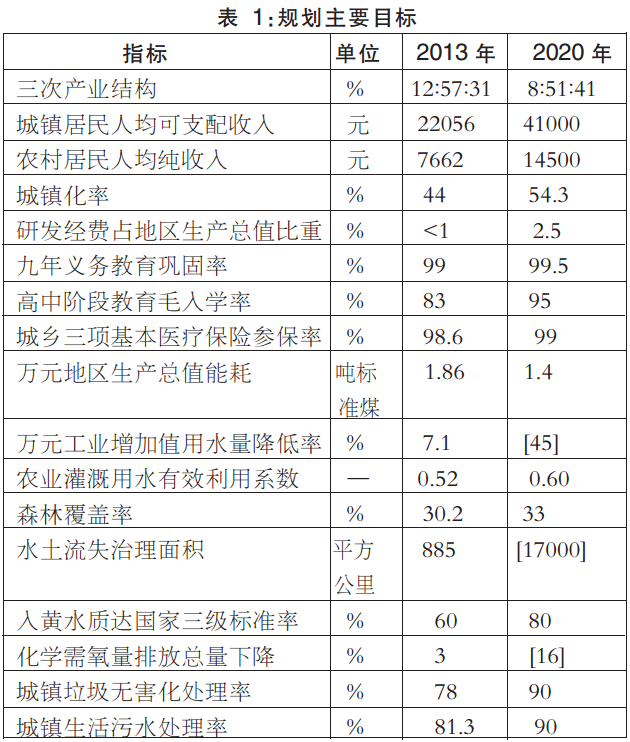 表 1:规划主要目标
指标 单位 2013 年 2020 年
三次产业结构 % 12:57:31 8:51:41
城镇居民人均可支配收入 元 22056 41000
农村居民人均纯收入 元 7662 14500
城镇化率 % 44 54.3
研发经费占地区生产总值比重 % <1 2.5
九年义务教育巩固率 % 99 99.5
高中阶段教育毛入学率 % 83 95
城乡三项基本医疗保险参保率 % 98.6 99
万元地区生产总值能耗 吨标 1.86 1.4
准煤
万元工业增加值用水量降低率 % 7.1 [45]
农业灌溉用水有效利用系数 — 0.52 0.60
森林覆盖率 % 30.2 33
水土流失治理面积 平方 885 [17000]
公里
入黄水质达国家三级标准率 % 60 80
化学需氧量排放总量下降 % 3 [16]
城镇垃圾无害化处理率 % 78 90
城镇生活污水处理率 % 81.3 90